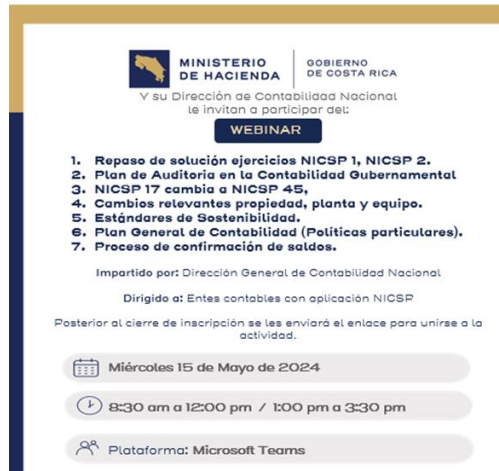 MINISTERIO
DE HACIENDA
GOBIERNO
DE COSTA RICA
Y su Dirección de Contabilidad Nacional
le invitan a participar del:
WEBINAR
1. Repaso de solución ejercicios NICSP 1, NICSP 2.
2. Plan de Auditoria en la Contabilidad Gubernamental
3. NICSP 17 cambia a NICSP 45,
4. Cambios relevantes propiedad, planta y equipo.
5. Estándares de Sostenibilidad.
6. Plan General de Contabilidad (Políticas particulares).
7. Proceso de confirmación de saldos.
Impartido por: Dirección General de Contabilidad Nacional
Dirigido a: Entes contables con aplicación NICSP
Posterior al cierre de inscripción se les enviará el enlace para unirse a la
actividad.
Miércoles 15 de Mayo de 2024
8:30 am a 12:00 pm / 1:00 pm a 3:30 pm
Plataforma: Microsoft Teams